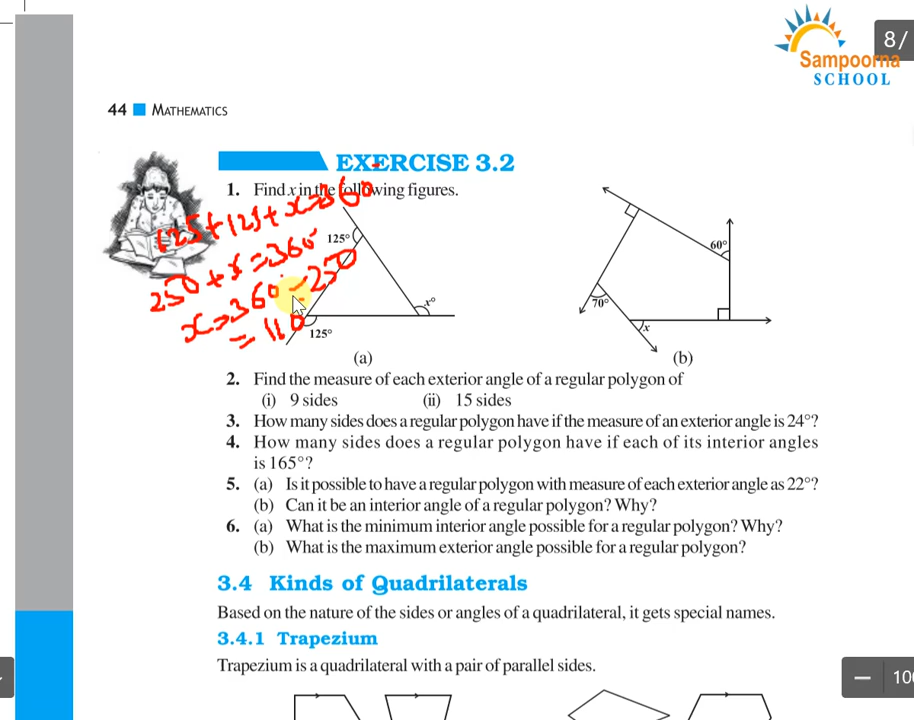 8/
Sampoorna
SCHOOL
44 MATHEMATICS
EXERCISE 3.2
1. Find x in the following figures.
125+125+x=360
250+x=360
x=360-250
=110
125°
x°
125°
60°
70°
x
(a)
(b)
2. Find the measure of each exterior angle of a regular polygon of
(i) 9 sides (ii) 15 sides
3. How many sides does a regular polygon have if the measure of an exterior angle is 24°?
4. How many sides does a regular polygon have if each of its interior angles
is 165°?
5. (a) Is it possible to have a regular polygon with measure of each exterior angle as 22°?
(b) Can it be an interior angle of a regular polygon? Why?
6. (a) What is the minimum interior angle possible for a regular polygon? Why?
(b) What is the maximum exterior angle possible for a regular polygon?
3.4 Kinds of Quadrilaterals
Based on the nature of the sides or angles of a quadrilateral, it gets special names.
3.4.1 Trapezium
Trapezium is a quadrilateral with a pair of parallel sides.